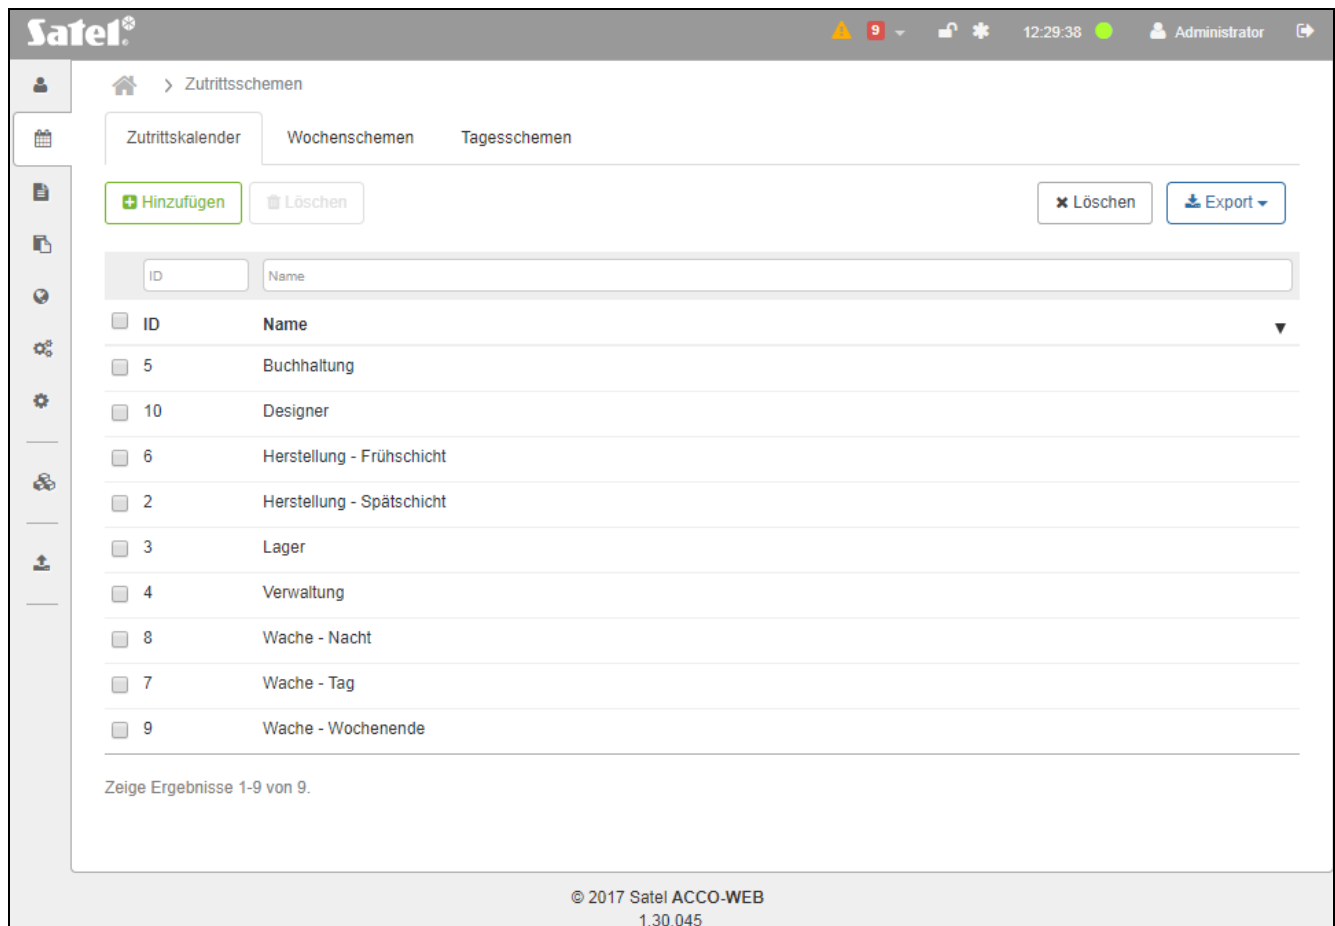 Satel®
9
12:29:38
Administrator
Zutrittsschemen
Zutrittskalender Wochenschemen Tagesschemen
Hinzufügen Löschen Löschen Export
ID Name
ID Name
5 Buchhaltung
10 Designer
6 Herstellung - Frühschicht
2 Herstellung - Spätschicht
3 Lager
4 Verwaltung
8 Wache - Nacht
7 Wache - Tag
9 Wache - Wochenende
Zeige Ergebnisse 1-9 von 9.
© 2017 Satel ACCO-WEB
1.30.045